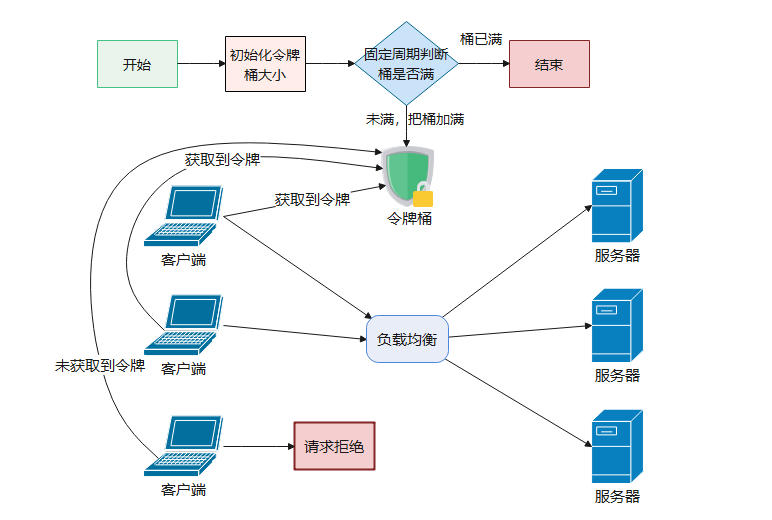 桶已满
开始
初始化令牌
桶大小
固定周期判断
桶是否满
结束
未满，把桶加满
获取到令牌
获取到令牌
令牌桶
客户端
服务器
负载均衡
未获取到令牌
客户端
服务器
请求拒绝
客户端
服务器